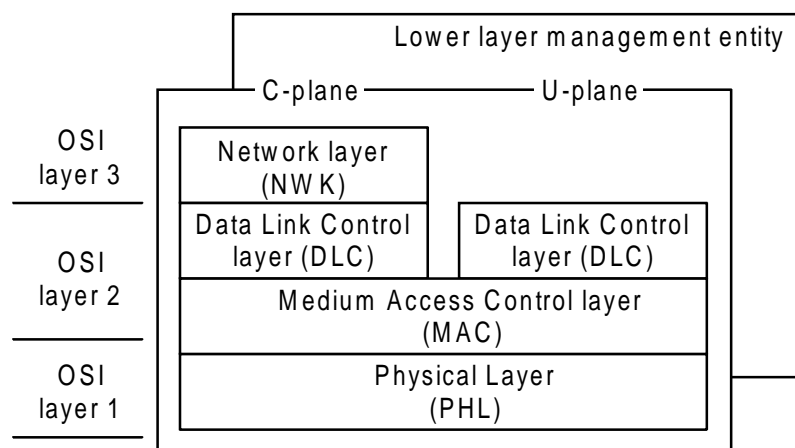 Lower layer management entity
C-plane
U-plane
OSI
layer 3
Network layer
(NWK)
Data Link Control
layer (DLC)
Data Link Control
layer (DLC)
OSI
layer 2
Medium Access Control layer
(MAC)
OSI
layer 1
Physical Layer
(PHL)